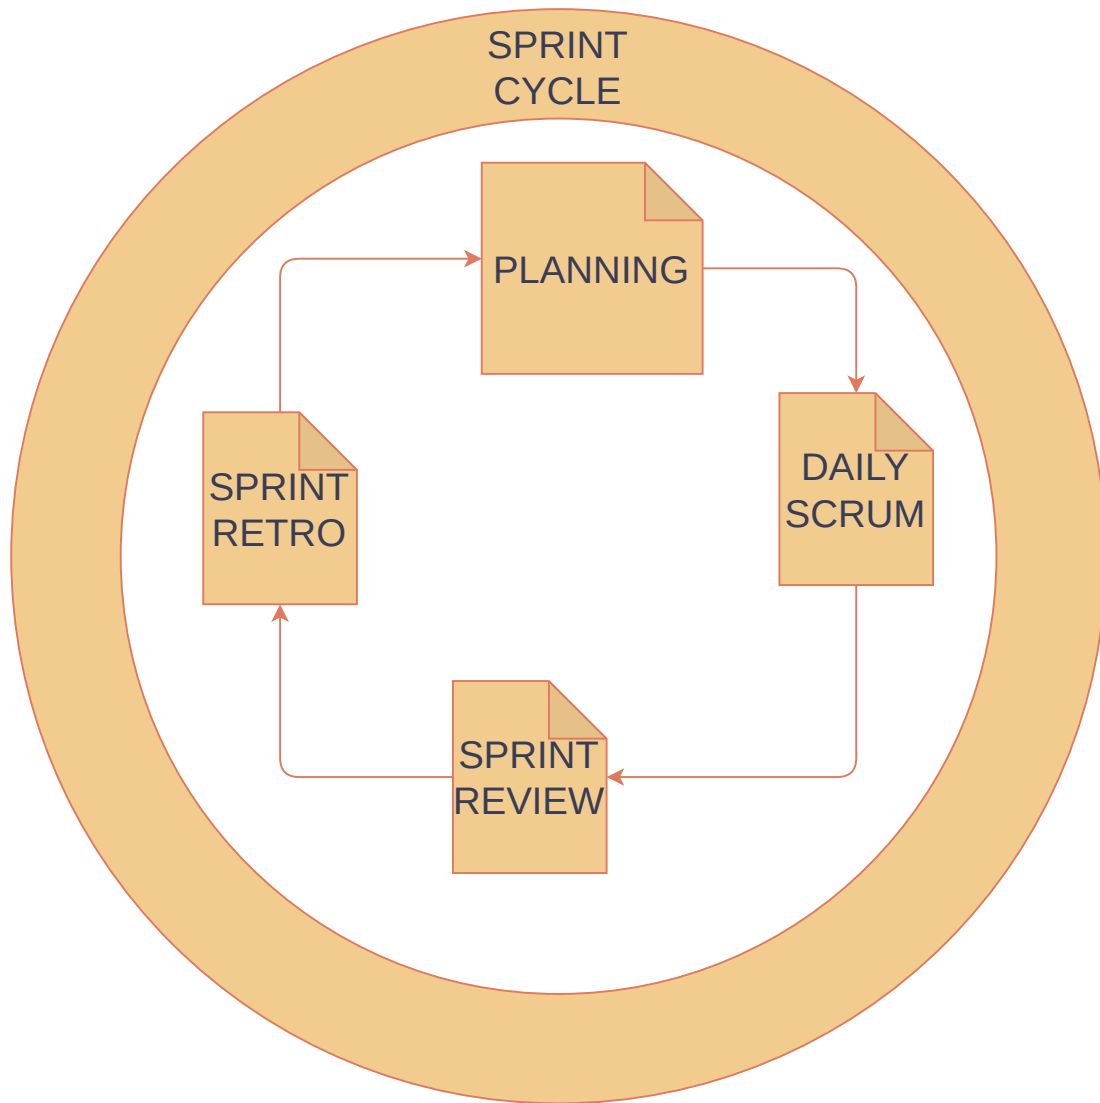 SPRINT
CYCLE
PLANNING
DAILY
SCRUM
SPRINT
RETRO
SPRINT
REVIEW